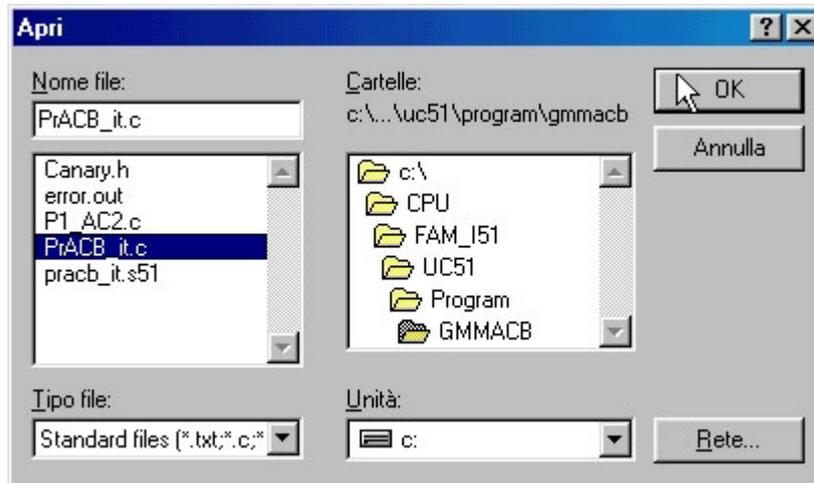 Apri
Nome file:
PrACB_it.c
Canary.h
error.out
P1_AC2.c
PrACB_it.c
pracb_it.s51
Tipo file:
Standard files (*.txt;*.c;*
Cartelle:
c:\...\uc51\program\gmmacb
c:\
CPU
FAM_I51
UC51
Program
GMMACB
Unità:
c:
OK
Annulla
Rete...